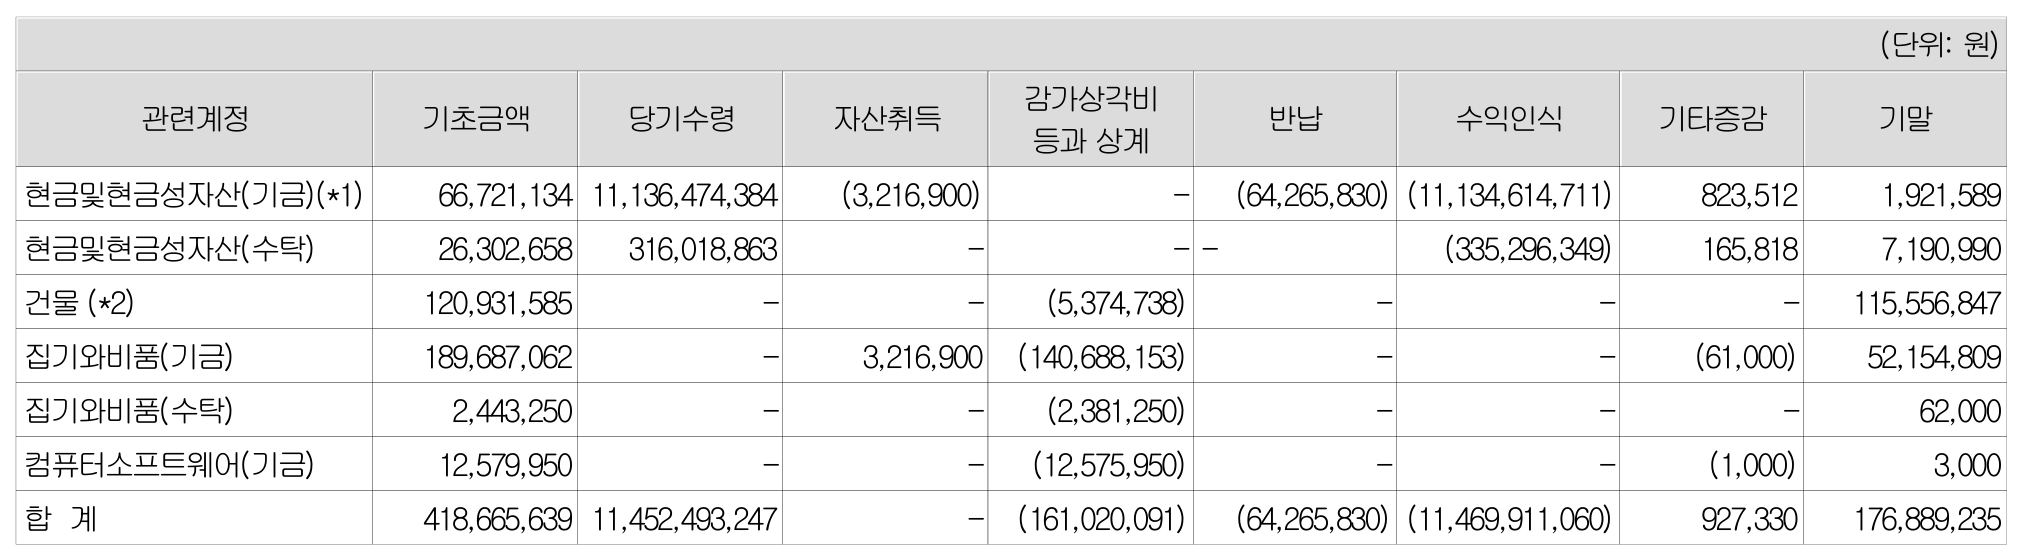 (단위: 원)
관련계정 기초금액 당기수령 자산취득 감가상각비 등과 상계 반납 수익인식 기타증감 기말
현금및현금성자산(기금)(*1) 66,721,134 11,136,474,384 (3,216,900) - (64,265,830) (11,134,614,711) 823,512 1,921,589
현금및현금성자산(수탁) 26,302,658 316,018,863 - - - (335,296,349) 165,818 7,190,990
건물 (*2) 120,931,585 - - (5,374,738) - - - 115,556,847
집기와비품(기금) 189,687,062 - 3,216,900 (140,688,153) - - (61,000) 52,154,809
집기와비품(수탁) 2,443,250 - - (2,381,250) - - - 62,000
컴퓨터소프트웨어(기금) 12,579,950 - - (12,575,950) - - (1,000) 3,000
합 계 418,665,639 11,452,493,247 - (161,020,091) (64,265,830) (11,469,911,060) 927,330 176,889,235